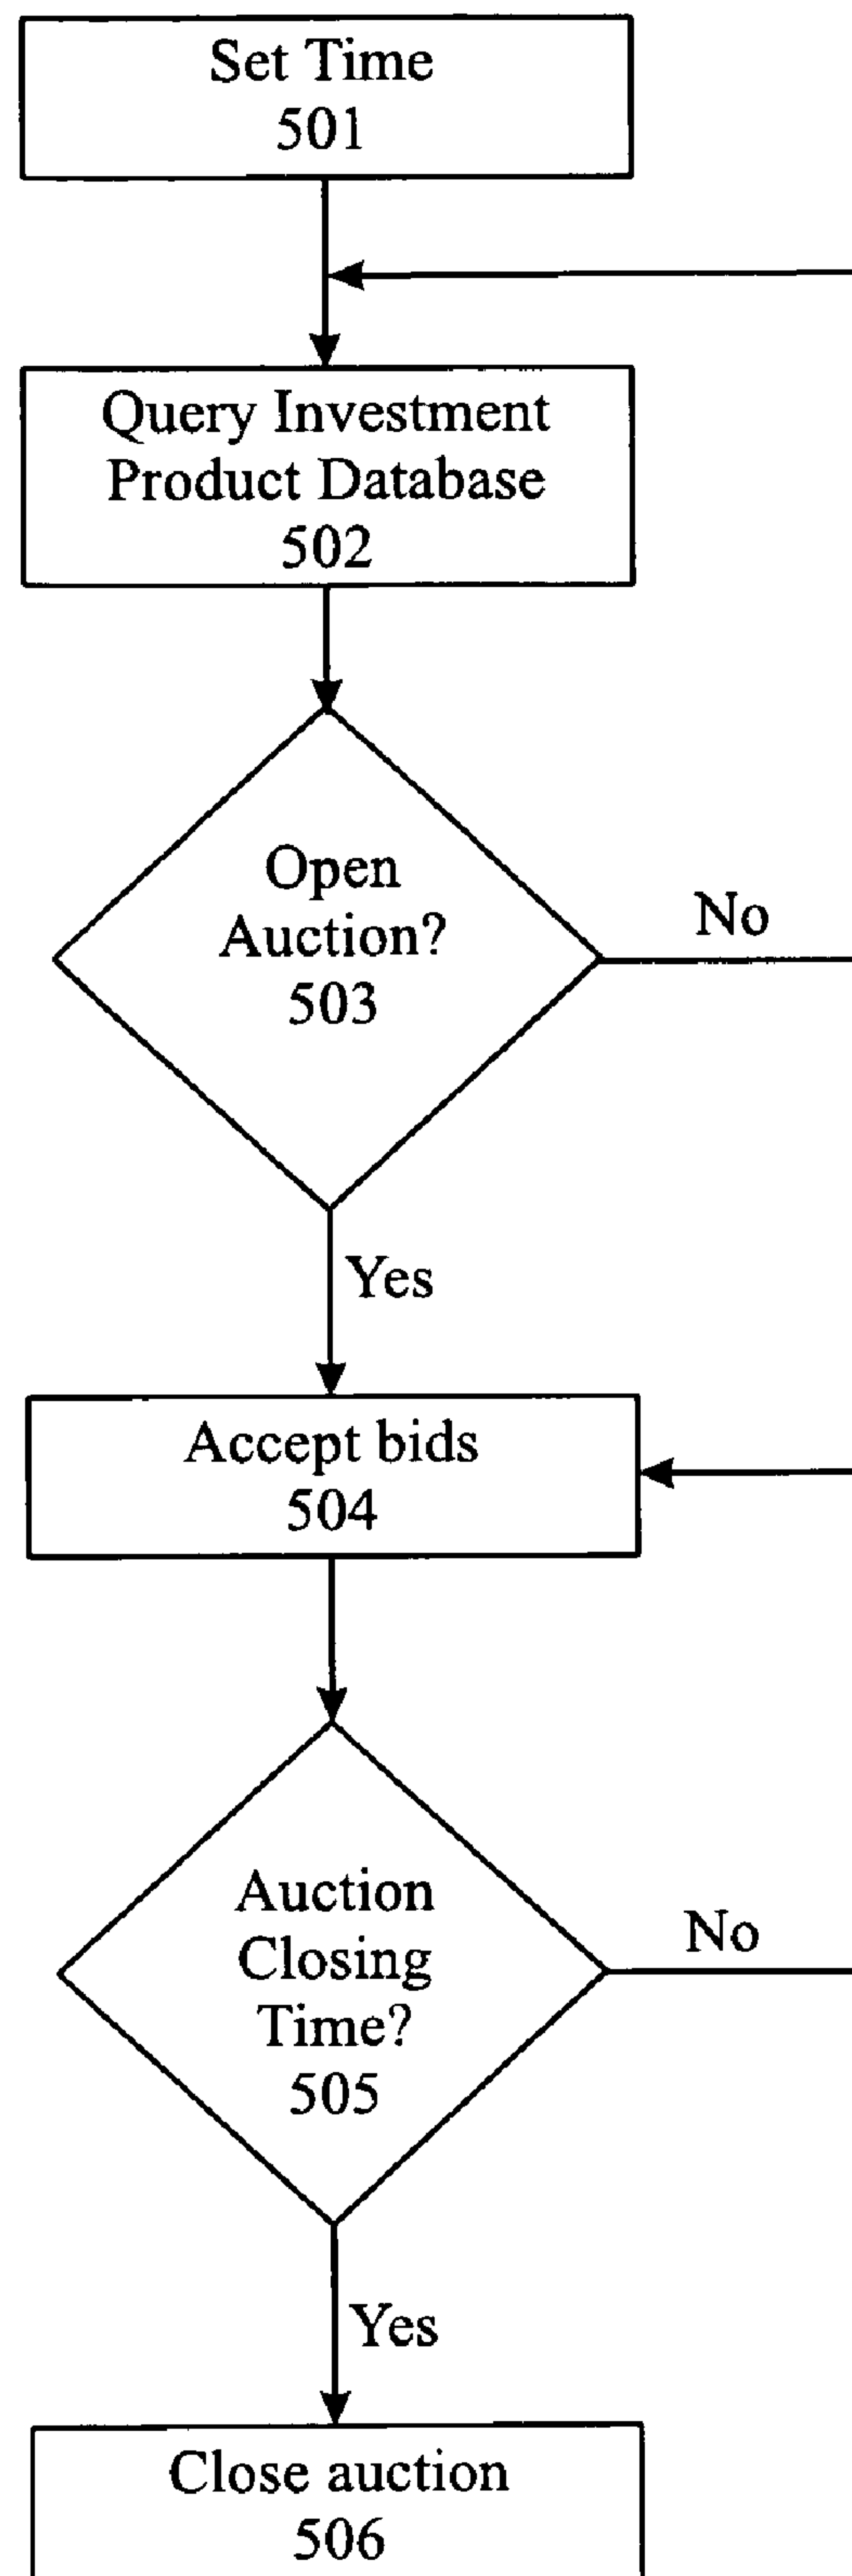 Set Time
501
Query Investment
Product Database
502
Open
Auction?
503
No
Yes
Accept bids
504
Auction
Closing
Time?
505
No
Yes
Close auction
506